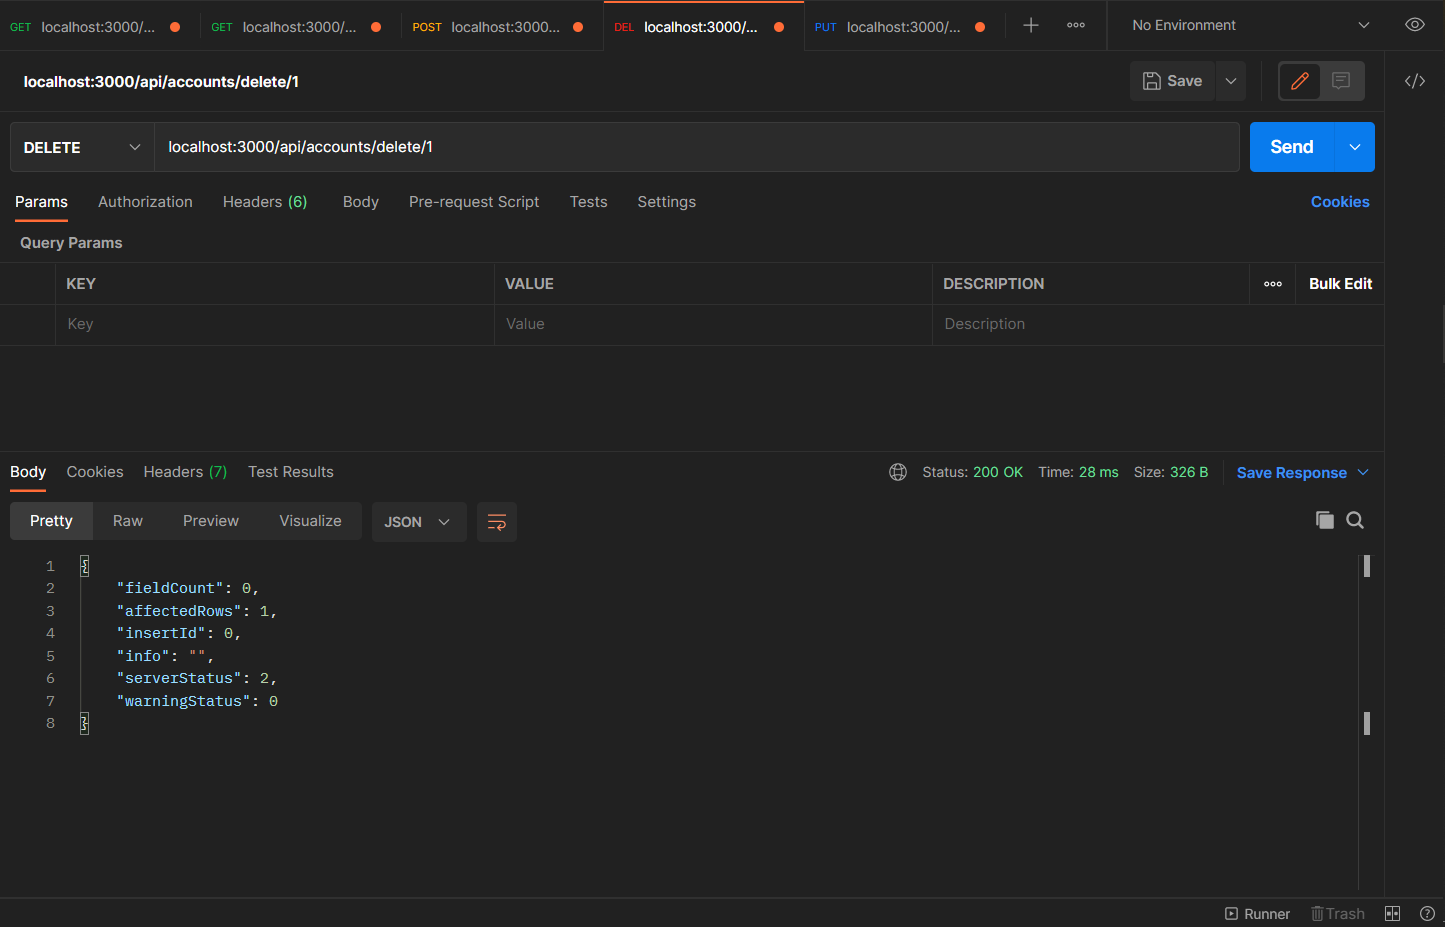 GET localhost:3000/... GET localhost:3000/... POST localhost:3000... DEL localhost:3000/... PUT localhost:3000/... No Environment
localhost:3000/api/accounts/delete/1 Save
DELETE localhost:3000/api/accounts/delete/1 Send
Params Authorization Headers (6) Body Pre-request Script Tests Settings Cookies
Query Params
KEY VALUE DESCRIPTION Bulk Edit
Key Value Description
Body Cookies Headers (7) Test Results Status: 200 OK Time: 28 ms Size: 326 B Save Response
Pretty Raw Preview Visualize JSON
1 {
2 "fieldCount": 0,
3 "affectedRows": 1,
4 "insertId": 0,
5 "info": "",
6 "serverStatus": 2,
7 "warningStatus": 0
8 }
Runner Trash